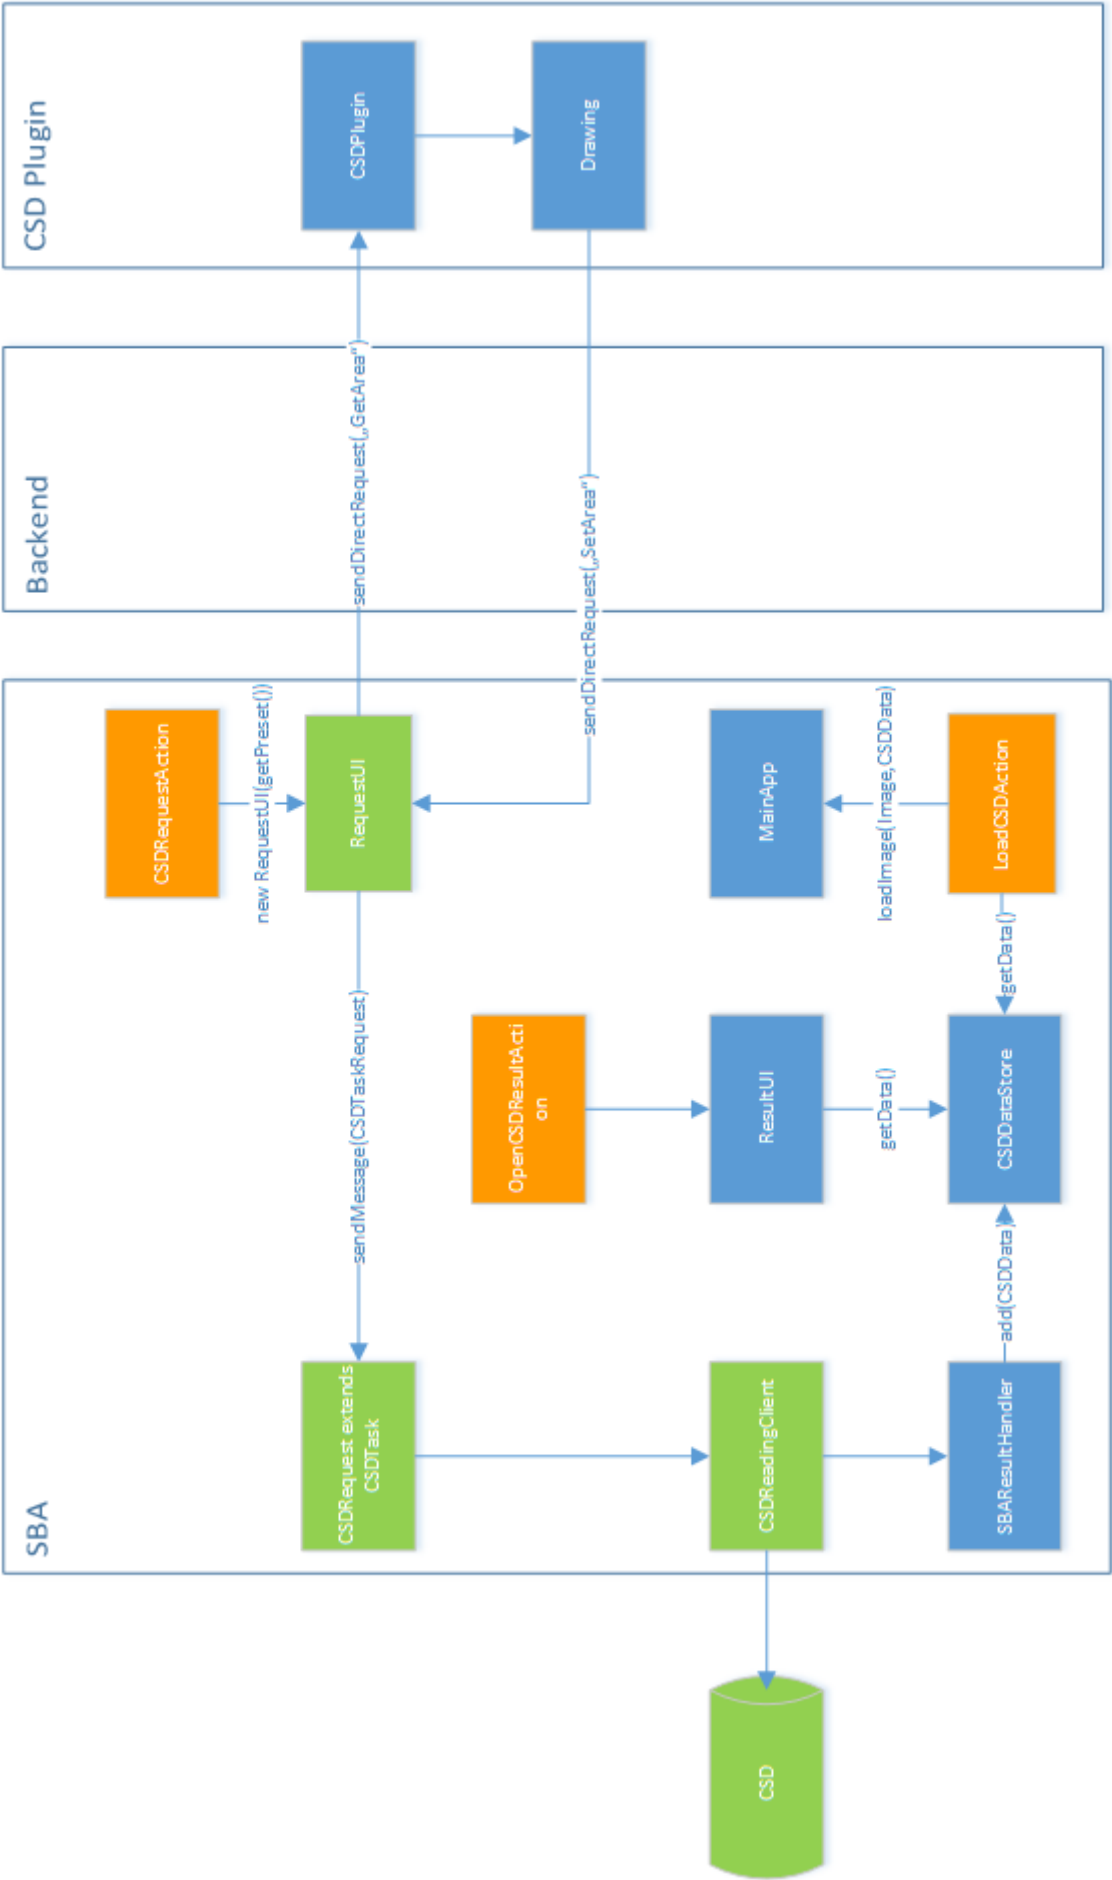 SBA
Backend
CSD Plugin
CSDRequestAction
new RequestUI(getPreset())
CSDRequest extends
CSDTask
sendMessage(CSDTaskRequest)
RequestUI
sendDirectRequest(„GetArea“)
CSDPlugin
OpenCSDResultActi
on
sendDirectRequest(„SetArea“)
Drawing
CSD
CSDReadingClient
ResultUI
MainApp
getData()
loadImage(Image,CSDData)
SBAResultHandler
add(CSDData)
CSDDataStore
getData()
LoadCSDAction